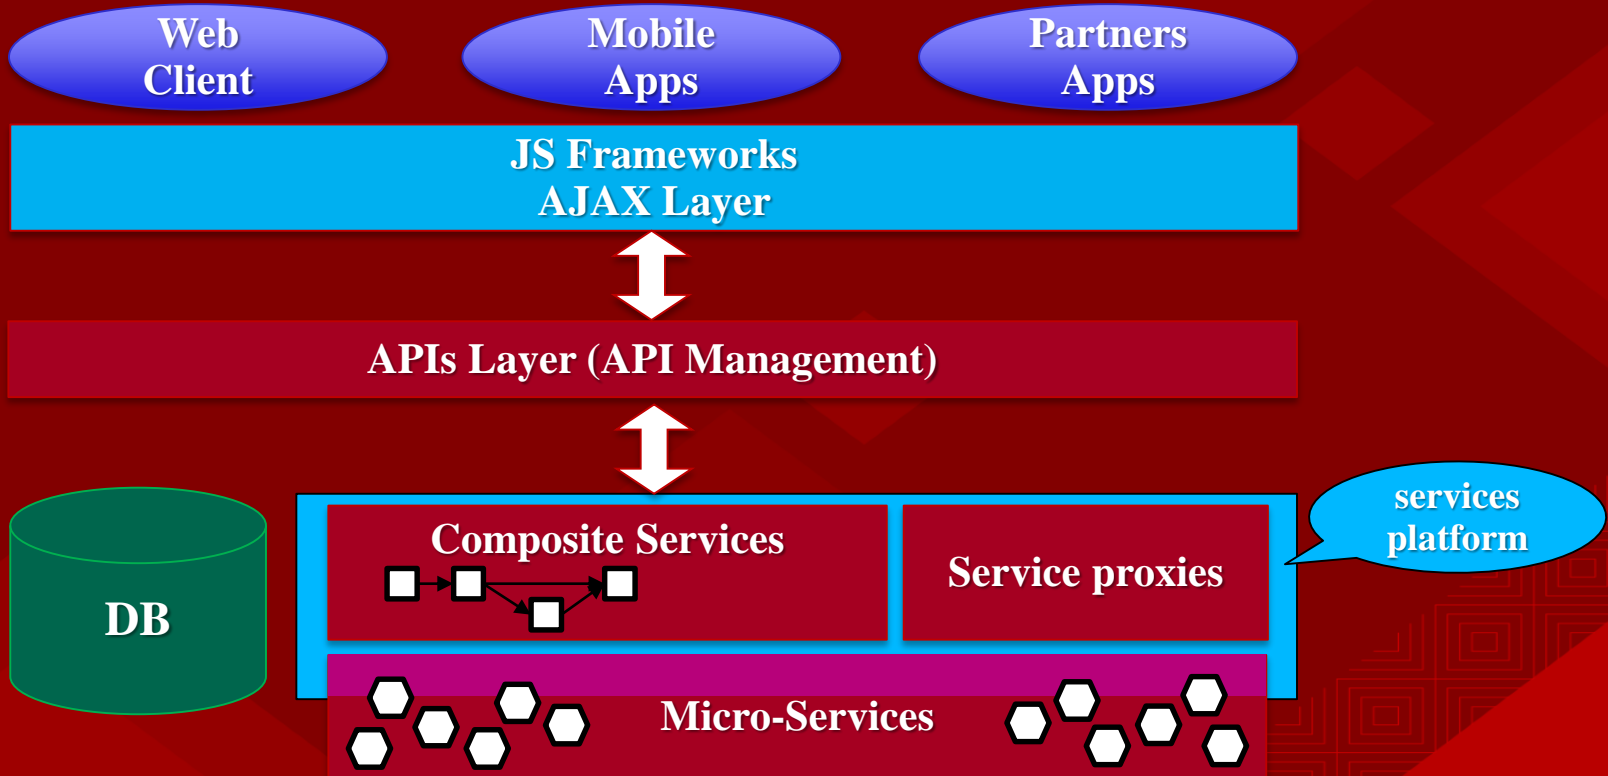 Web
Client
Mobile
Apps
Partners
Apps
JS Frameworks
AJAX Layer
APIs Layer (API Management)
services
platform
Composite Services
Service proxies
DB
Micro-Services